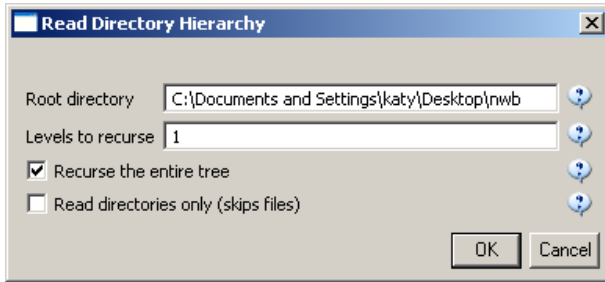 Read Directory Hierarchy
Root directory C:\Documents and Settings\katy\Desktop\nwb
Levels to recurse 1
Recurse the entire tree
Read directories only (skips files)
OK Cancel